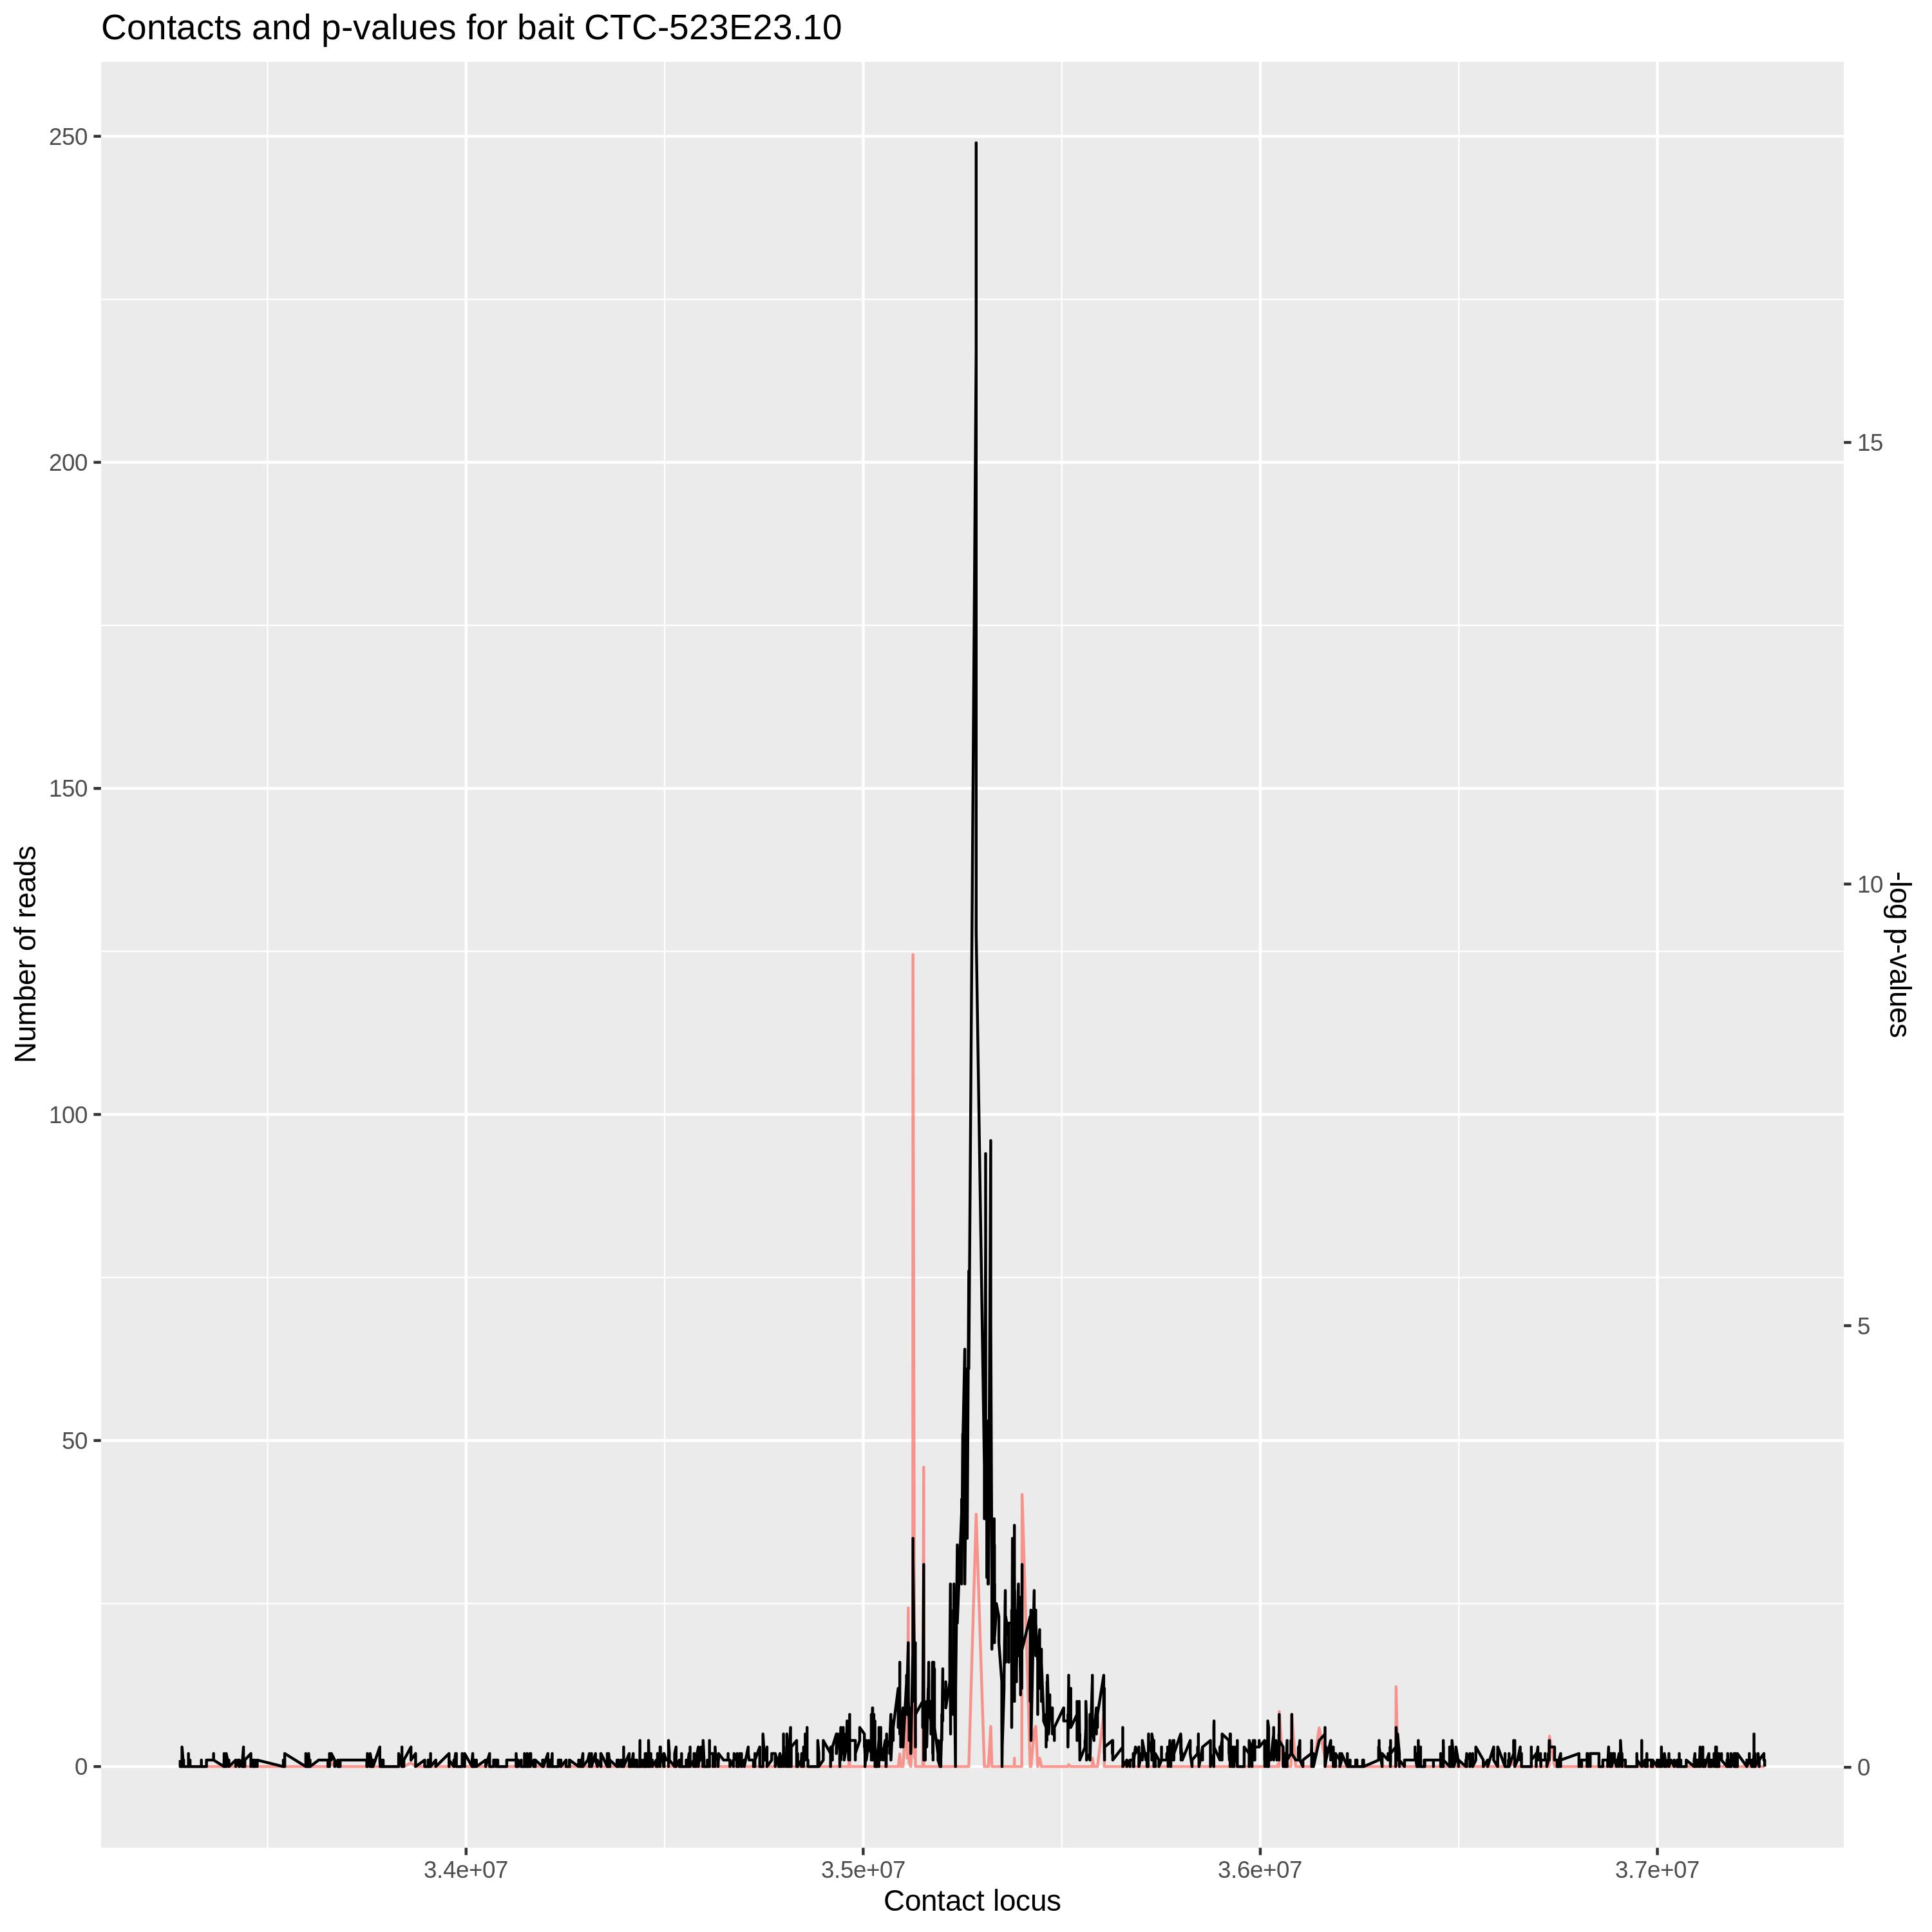 Contacts and p-values for bait CTC-523E23.10
250
200
150
100
50
0
Number of reads
15
10
5
0
-log p-values
3.4e+07
3.5e+07
3.6e+07
3.7e+07
Contact locus